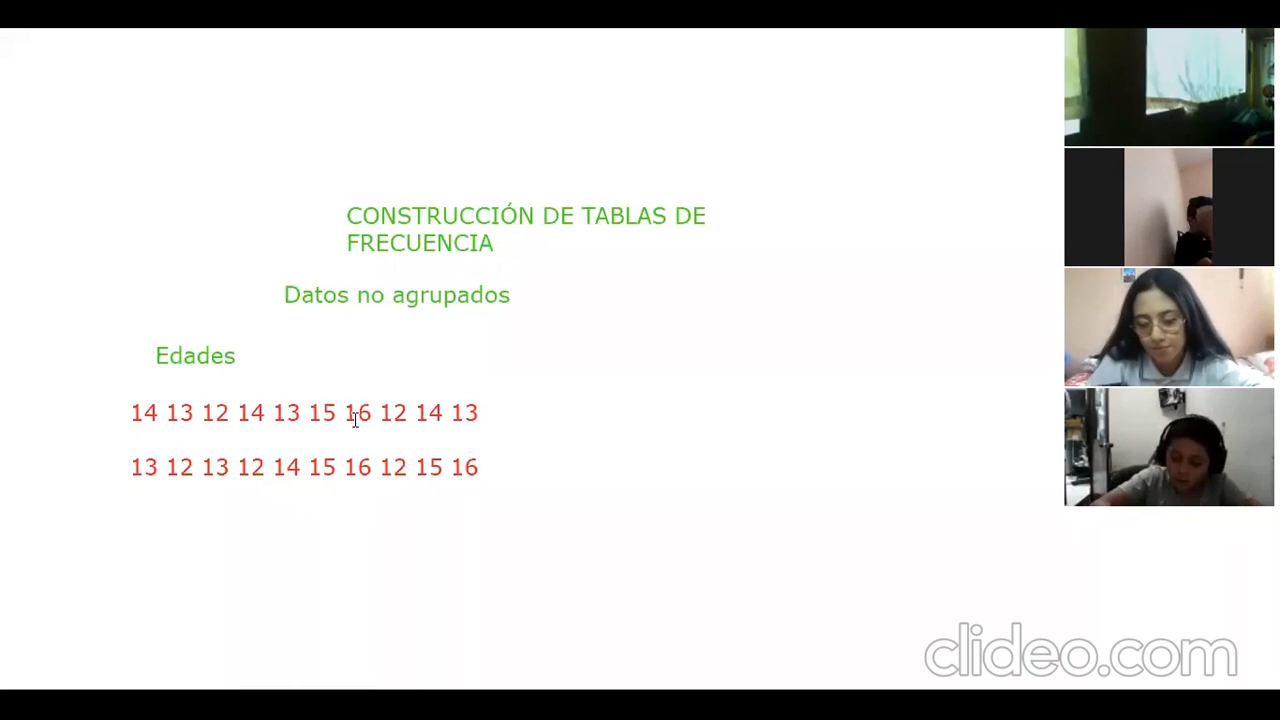 CONSTRUCCIÓN DE TABLAS DE
FRECUENCIA
Datos no agrupados
Edades
14 13 12 14 13 15 16 12 14 13
13 12 13 12 14 15 16 12 15 16
clideo.com